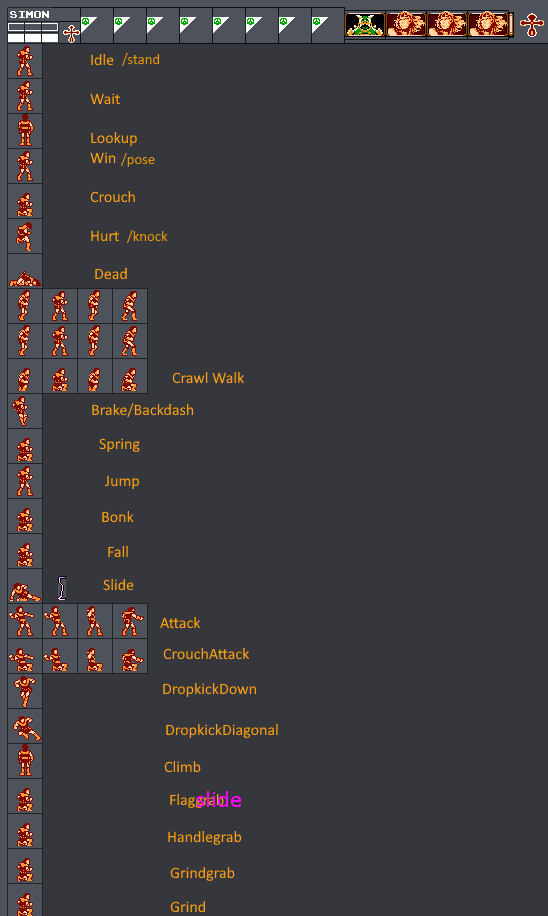 SIMON
Idle /stand
Wait
Lookup
Win /pose
Crouch
Hurt /knock
Dead
Crawl Walk
Brake/Backdash
Spring
Jump
Bonk
Fall
Slide
Attack
CrouchAttack
DropkickDown
DropkickDiagonal
Climb
Flaggrab
slide
Handlegrab
Grindgrab
Grind